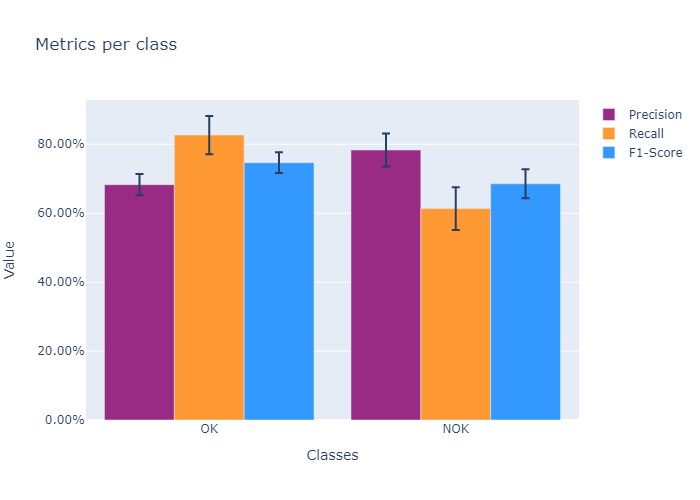 Metrics per class
Precision
Recall
F1-Score
80.00%
60.00%
40.00%
20.00%
0.00%
Value
OK
NOK
Classes